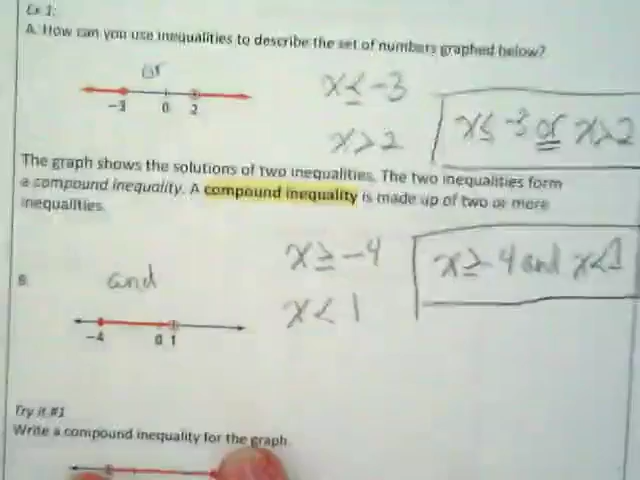 Ex 1:
A. How can you use inequalities to describe the set of numbers graphed below?
or
x ≤ -3
-3 0 2
x > 2
x ≤ -3 or x > 2
The graph shows the solutions of two inequalities. The two inequalities form
a compound inequality. A compound inequality is made up of two or more
inequalities.
x ≥ -4
x ≥ -4 and x < 1
B. and
x < 1
-4 0 1
Try it #1
Write a compound inequality for the graph.